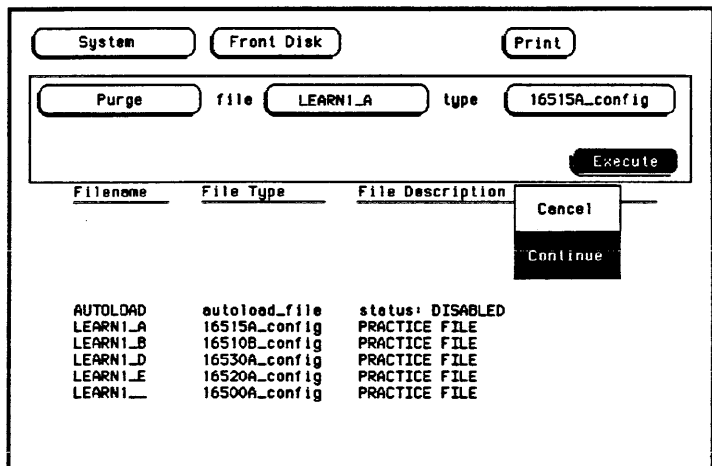 System Front Disk Print
Purge file LEARN1_A type 16515A_config
Execute
Filename File Type File Description
Cancel
Continue
AUTOLOAD autoload_file status: DISABLED
LEARN1_A 16515A_config PRACTICE FILE
LEARN1_B 16510B_config PRACTICE FILE
LEARN1_D 16530A_config PRACTICE FILE
LEARN1_E 16520A_config PRACTICE FILE
LEARN1__ 16500A_config PRACTICE FILE